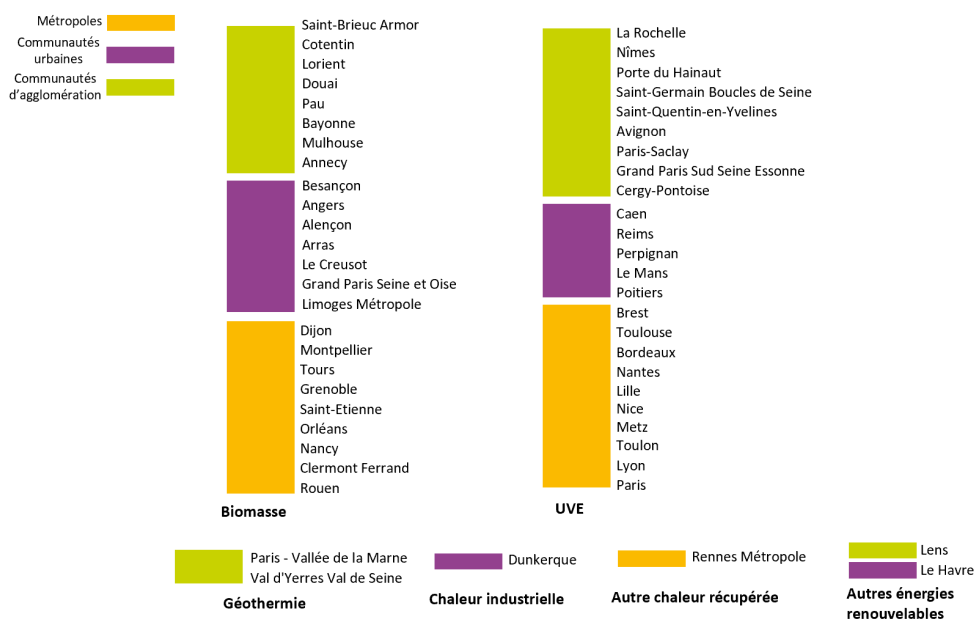 Métropoles
Communautés
urbaines
Communautés
d'agglomération
Saint-Brieuc Armor
Cotentin
Lorient
Douai
Pau
Bayonne
Mulhouse
Annecy
Besançon
Angers
Alençon
Arras
Le Creusot
Grand Paris Seine et Oise
Limoges Métropole
Dijon
Montpellier
Tours
Grenoble
Saint-Etienne
Orléans
Nancy
Clermont Ferrand
Rouen
Biomasse
La Rochelle
Nîmes
Porte du Hainaut
Saint-Germain Boucles de Seine
Saint-Quentin-en-Yvelines
Avignon
Paris-Saclay
Grand Paris Sud Seine Essonne
Cergy-Pontoise
Caen
Reims
Perpignan
Le Mans
Poitiers
Brest
Toulouse
Bordeaux
Nantes
Lille
Nice
Metz
Toulon
Lyon
Paris
UVE
Paris - Vallée de la Marne
Val d'Yerres Val de Seine
Géothermie
Dunkerque
Chaleur industrielle
Rennes Métropole
Autre chaleur récupérée
Lens
Le Havre
Autres énergies
renouvelables